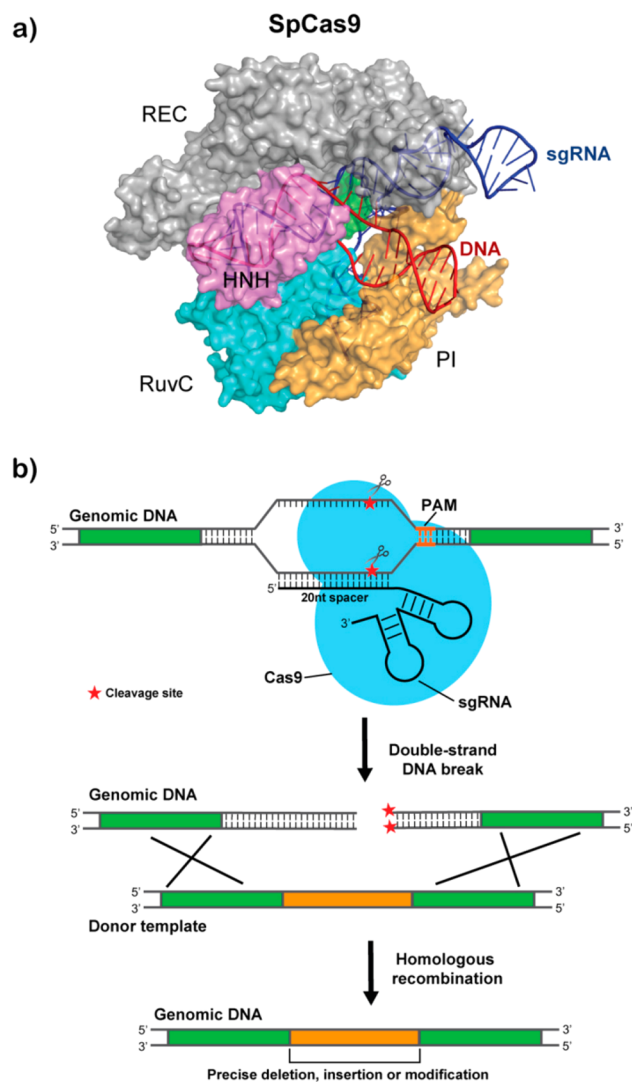 a)
SpCas9
REC
sgRNA
HNH
DNA
RuvC
PI
b)
PAM
Genomic DNA
5’
3’
3’
5’
5’
20nt spacer
3’
Cas9
sgRNA
Cleavage site
Double-strand
DNA break
Genomic DNA
5’
3’
3’
5’
5’
3’
3’
5’
Donor template
Homologous
recombination
Genomic DNA
5’
3’
3’
5’
Precise deletion, insertion or modification